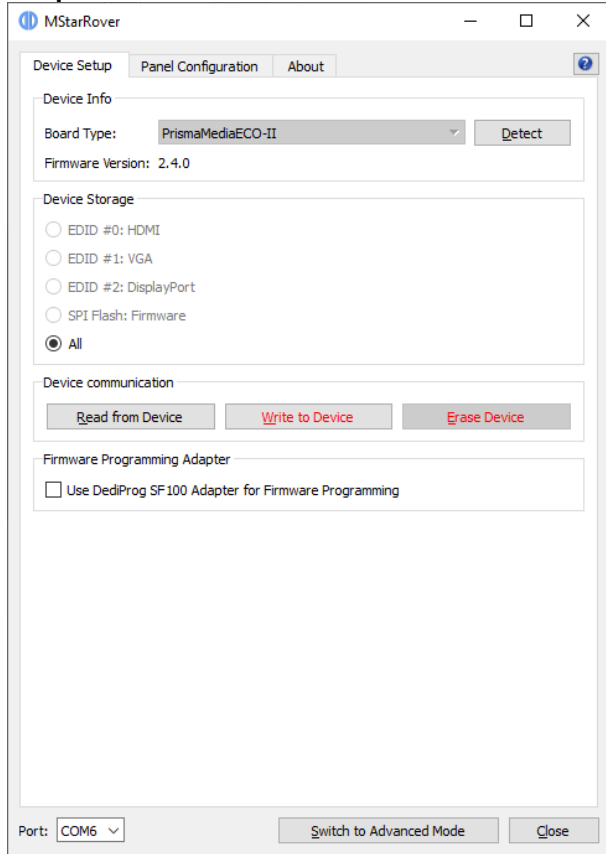 MStarRover
Device Setup Panel Configuration About
Device Info
Board Type: PrismaMediaECO-II Detect
Firmware Version: 2.4.0
Device Storage
EDID #0: HDMI
EDID #1: VGA
EDID #2: DisplayPort
SPI Flash: Firmware
All
Device communication
Read from Device Write to Device Erase Device
Firmware Programming Adapter
Use DediProg SF100 Adapter for Firmware Programming
Port: COM6 Switch to Advanced Mode Close